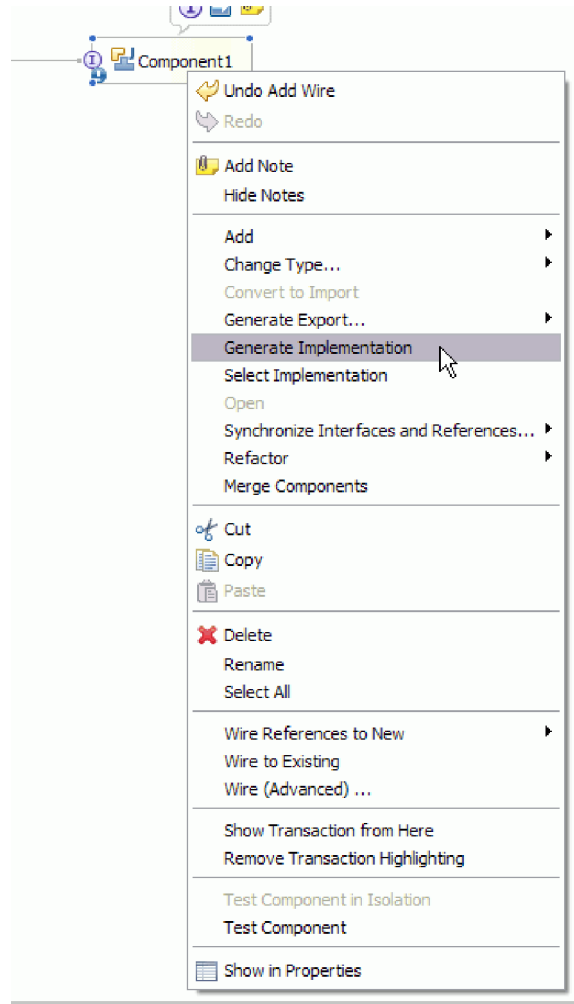 Component1
Undo Add Wire
Redo
Add Note
Hide Notes
Add
Change Type...
Convert to Import
Generate Export...
Generate Implementation
Select Implementation
Open
Synchronize Interfaces and References...
Refactor
Merge Components
Cut
Copy
Paste
Delete
Rename
Select All
Wire References to New
Wire to Existing
Wire (Advanced) ...
Show Transaction from Here
Remove Transaction Highlighting
Test Component in Isolation
Test Component
Show in Properties